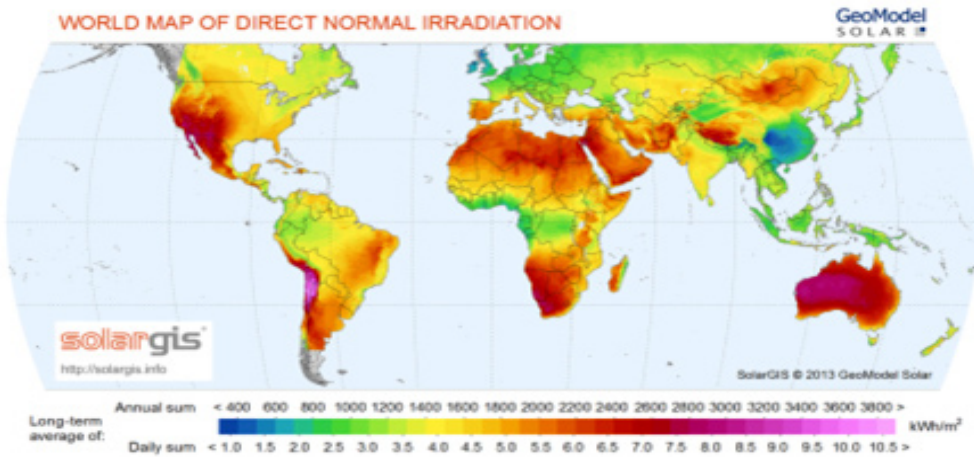 WORLD MAP OF DIRECT NORMAL IRRADIATION
GeoModel
SOLAR
solargis
http://solargis.info
SolarGIS © 2013 GeoModel Solar
Annual sum < 400 600 800 1000 1200 1400 1600 1800 2000 2200 2400 2600 2800 3000 3200 3400 3600 3800 >
Long-term average of: kWh/m²
Daily sum < 1.0 1.5 2.0 2.5 3.0 3.5 4.0 4.5 5.0 5.5 6.0 6.5 7.0 7.5 8.0 8.5 9.0 9.5 10.0 10.5 >